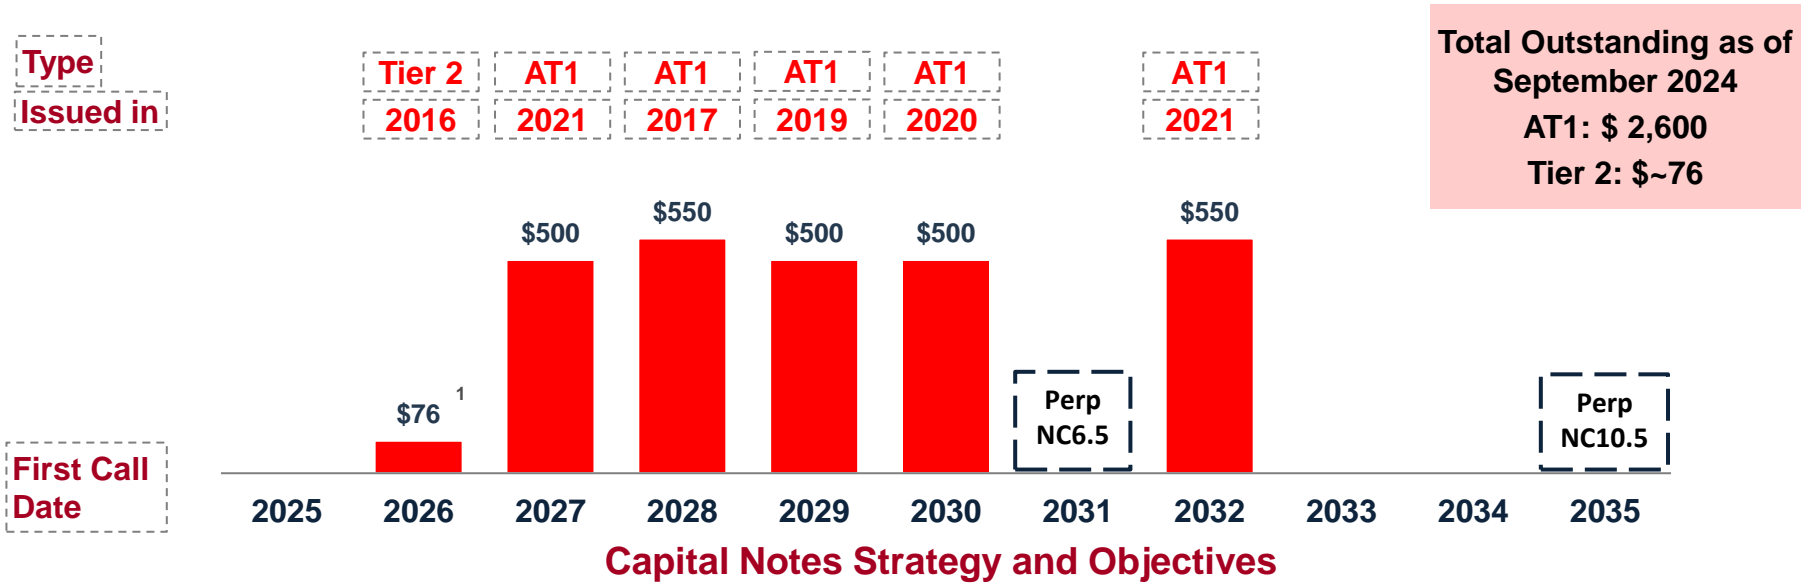 Type
Issued in
Tier 2 AT1 AT1 AT1 AT1 AT1
2016 2021 2017 2019 2020 2021
Total Outstanding as of
September 2024
AT1: $ 2,600
Tier 2: $~76
$76 1 $500 $550 $500 $500 $550
Perp
NC6.5
Perp
NC10.5
First Call
Date
2025 2026 2027 2028 2029 2030 2031 2032 2033 2034 2035
Capital Notes Strategy and Objectives